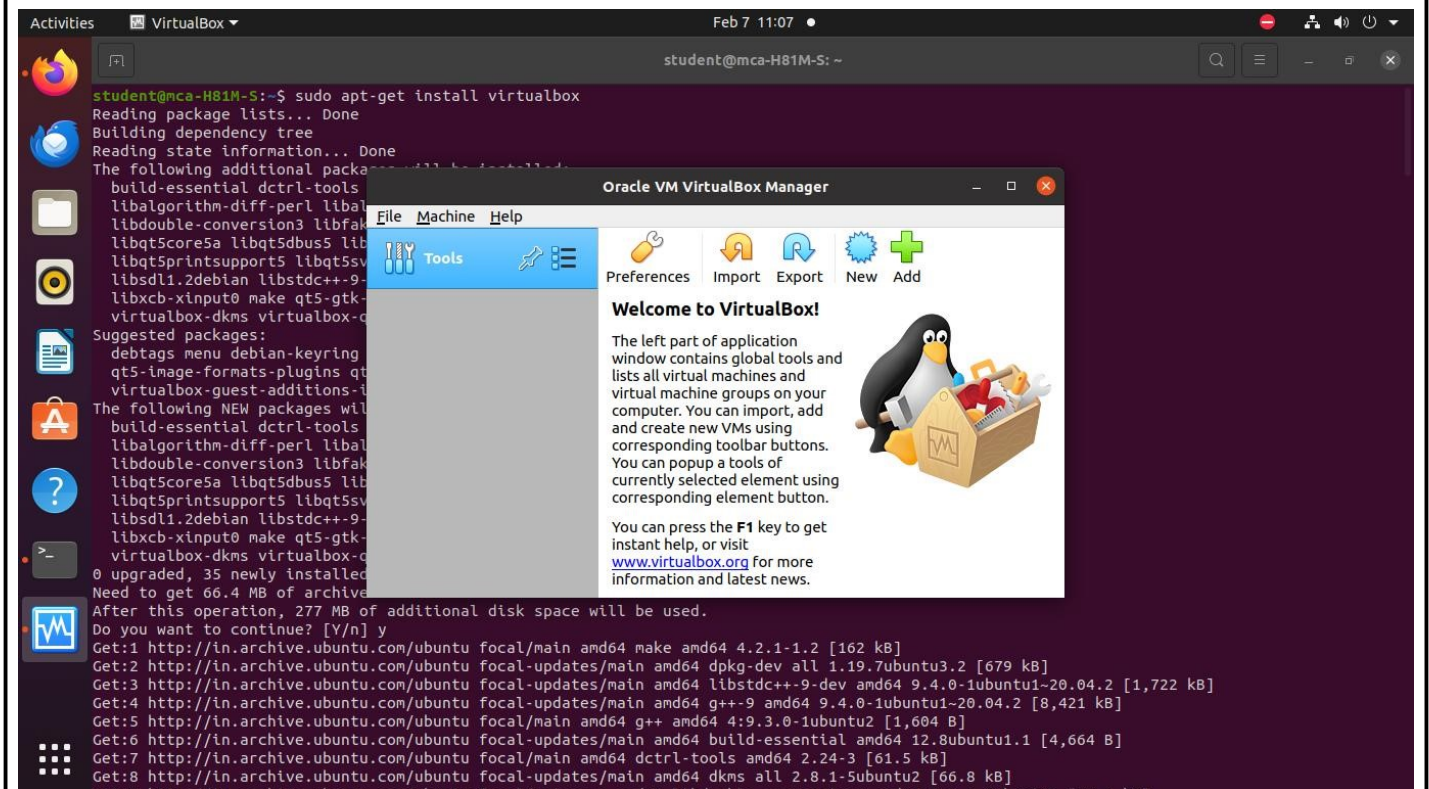 Activities VirtualBox Feb 7 11:07
student@mca-H81M-S: ~
student@mca-H81M-S:~$ sudo apt-get install virtualbox
Reading package lists... Done
Building dependency tree
Reading state information... Done
The following additional
build-essential dctrl-tools
libalgorithm-diff-perl
libdouble-conversion3
libqt5core5a libqt5dbus5
libqt5printsupport5
libsdl1.2debian libstdc++-9-
libxcb-xinput0 make qt5-gtk-
virtualbox-dkms
Suggested packages:
debtags menu debian-keyring
qt5-image-formats-plugins
virtualbox-guest-additions-
The following NEW packages
build-essential dctrl-tools
libalgorithm-diff-perl
libdouble-conversion3
libqt5core5a libqt5dbus5
libqt5printsupport5
libsdl1.2debian libstdc++-9-
libxcb-xinput0 make qt5-gtk-
virtualbox-dkms
0 upgraded, 35 newly installed
Need to get 66.4 MB of archive
After this operation, 277 MB of additional disk space will be used.
Do you want to continue? [Y/n] y
Get:1 http://in.archive.ubuntu.com/ubuntu focal/main amd64 make amd64 4.2.1-1.2 [162 kB]
Get:2 http://in.archive.ubuntu.com/ubuntu focal-updates/main amd64 dpkg-dev all 1.19.7ubuntu3.2 [679 kB]
Get:3 http://in.archive.ubuntu.com/ubuntu focal-updates/main amd64 libstdc++-9-dev amd64 9.4.0-1ubuntu1~20.04.2 [1,722 kB]
Get:4 http://in.archive.ubuntu.com/ubuntu focal-updates/main amd64 g++-9 amd64 9.4.0-1ubuntu1~20.04.2 [8,421 kB]
Get:5 http://in.archive.ubuntu.com/ubuntu focal/main amd64 g++ amd64 4:9.3.0-1ubuntu2 [1,604 B]
Get:6 http://in.archive.ubuntu.com/ubuntu focal-updates/main amd64 build-essential amd64 12.8ubuntu1.1 [4,664 B]
Get:7 http://in.archive.ubuntu.com/ubuntu focal/main amd64 dctrl-tools amd64 2.24-3 [61.5 kB]
Get:8 http://in.archive.ubuntu.com/ubuntu focal-updates/main amd64 dkms all 2.8.1-5ubuntu2 [66.8 kB]
Oracle VM VirtualBox Manager
File Machine Help
Tools
Preferences Import Export New Add
Welcome to VirtualBox!
The left part of application
window contains global tools and
lists all virtual machines and
virtual machine groups on your
computer. You can import, add
and create new VMs using
corresponding toolbar buttons.
You can popup a tools of
currently selected element using
corresponding element button.
You can press the F1 key to get
instant help, or visit
www.virtualbox.org for more
information and latest news.